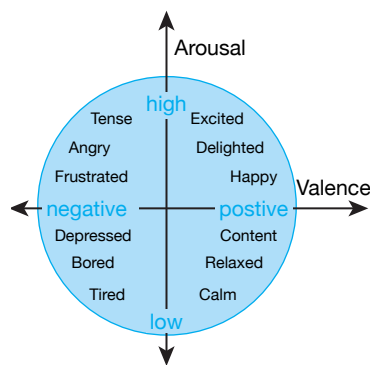 Arousal
high
Tense Excited
Angry Delighted
Frustrated Happy
Valence
negative postive
Depressed Content
Bored Relaxed
Tired Calm
low